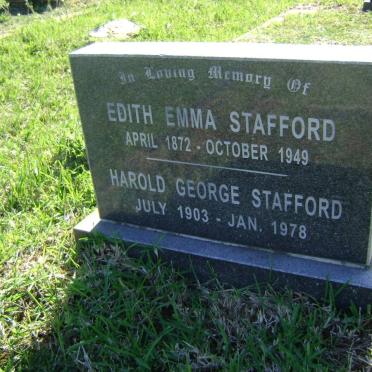 In Loving Memory Of
EDITH EMMA STAFFORD
APRIL 1872 - OCTOBER 1949
HAROLD GEORGE STAFFORD
JULY 1903 - JAN. 1978